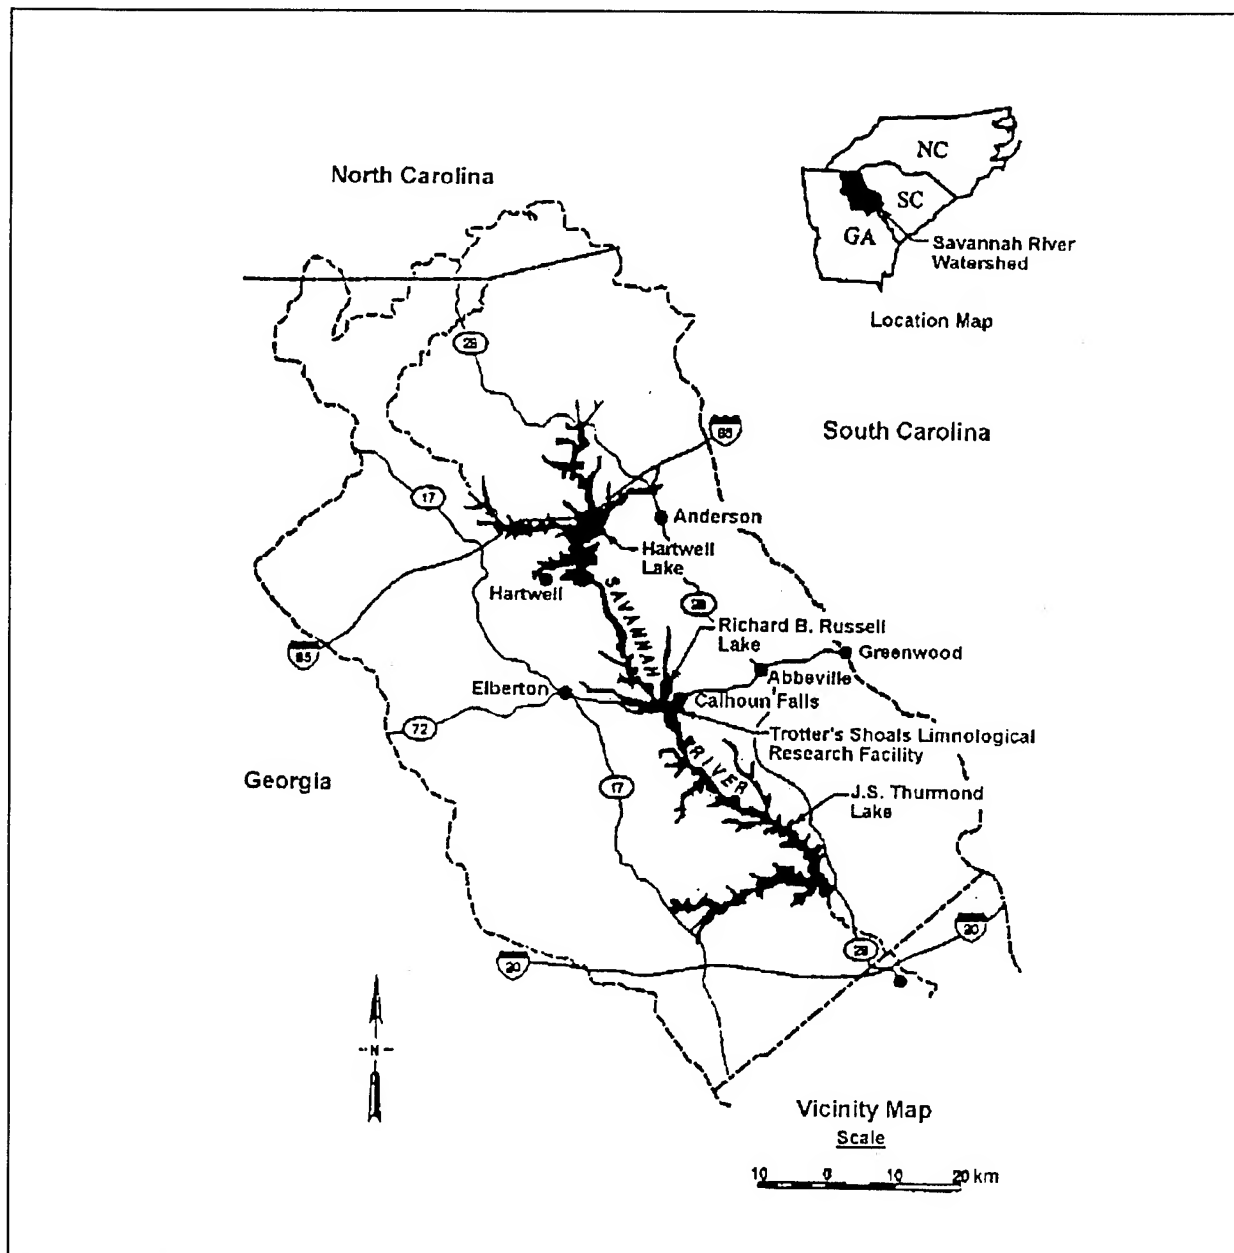 North Carolina
NC
SC
GA
Savannah River
Watershed
Location Map
28
85
South Carolina
17
Anderson
Hartwell
Lake
Hartwell
SAVANNAH
28
Richard B. Russell
Lake
85
Greenwood
Abbeville
Elberton
Calhoun Falls
72
Trotter's Shoals Limnological
Research Facility
RIVER
Georgia
17
J.S. Thurmond
Lake
20
28
20
N
Vicinity Map
Scale
10 0 10 20 km